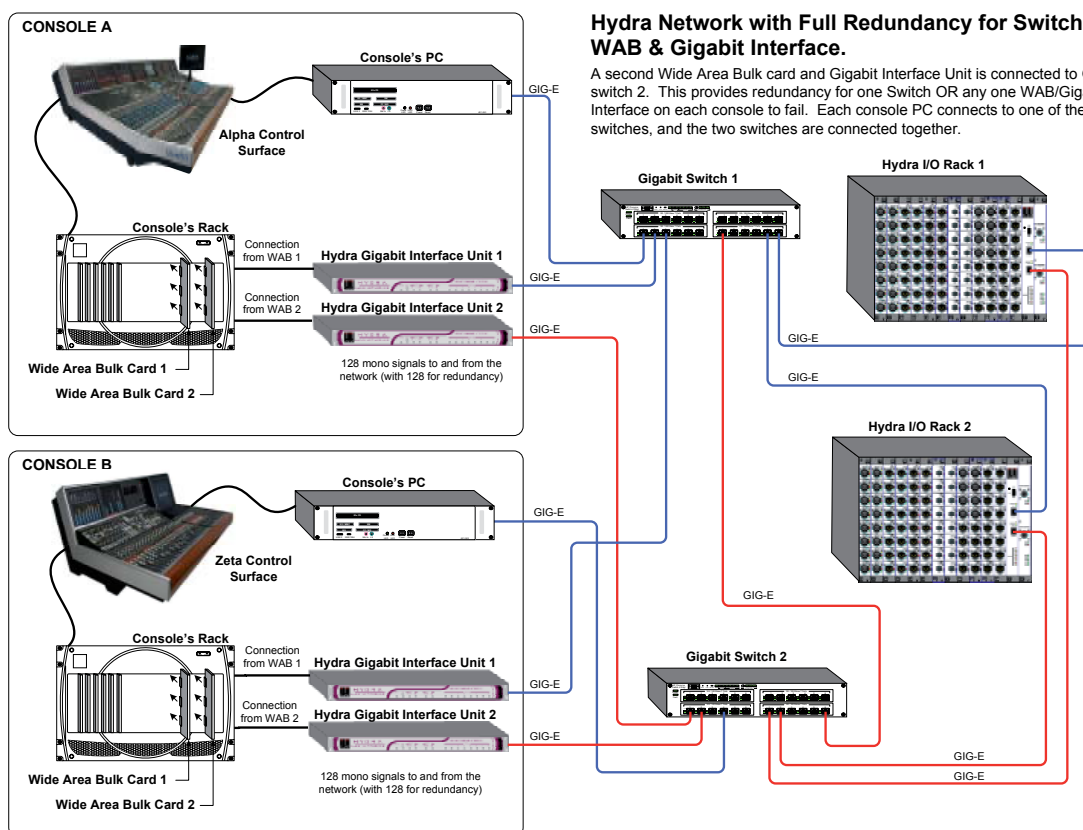 CONSOLE A
Console's PC
Alpha Control
Surface
GIG-E
Console's Rack
Connection
from WAB 1
Hydra Gigabit Interface Unit 1
GIG-E
Connection
from WAB 2
Hydra Gigabit Interface Unit 2
GIG-E
128 mono signals to and from the
network (with 128 for redundancy)
Wide Area Bulk Card 1
Wide Area Bulk Card 2
Hydra Network with Full Redundancy for Switch
WAB & Gigabit Interface.
A second Wide Area Bulk card and Gigabit Interface Unit is connected to
switch 2. This provides redundancy for one Switch OR any one WAB/Giga
Interface on each console to fail. Each console PC connects to one of the
switches, and the two switches are connected together.
Gigabit Switch 1
Hydra I/O Rack 1
GIG-E
GIG-E
Hydra I/O Rack 2
CONSOLE B
Console's PC
GIG-E
Zeta Control
Surface
GIG-E
Console's Rack
Connection
from WAB 1
Hydra Gigabit Interface Unit 1
GIG-E
Connection
from WAB 2
Hydra Gigabit Interface Unit 2
GIG-E
128 mono signals to and from the
network (with 128 for redundancy)
Wide Area Bulk Card 1
Wide Area Bulk Card 2
Gigabit Switch 2
GIG-E
GIG-E